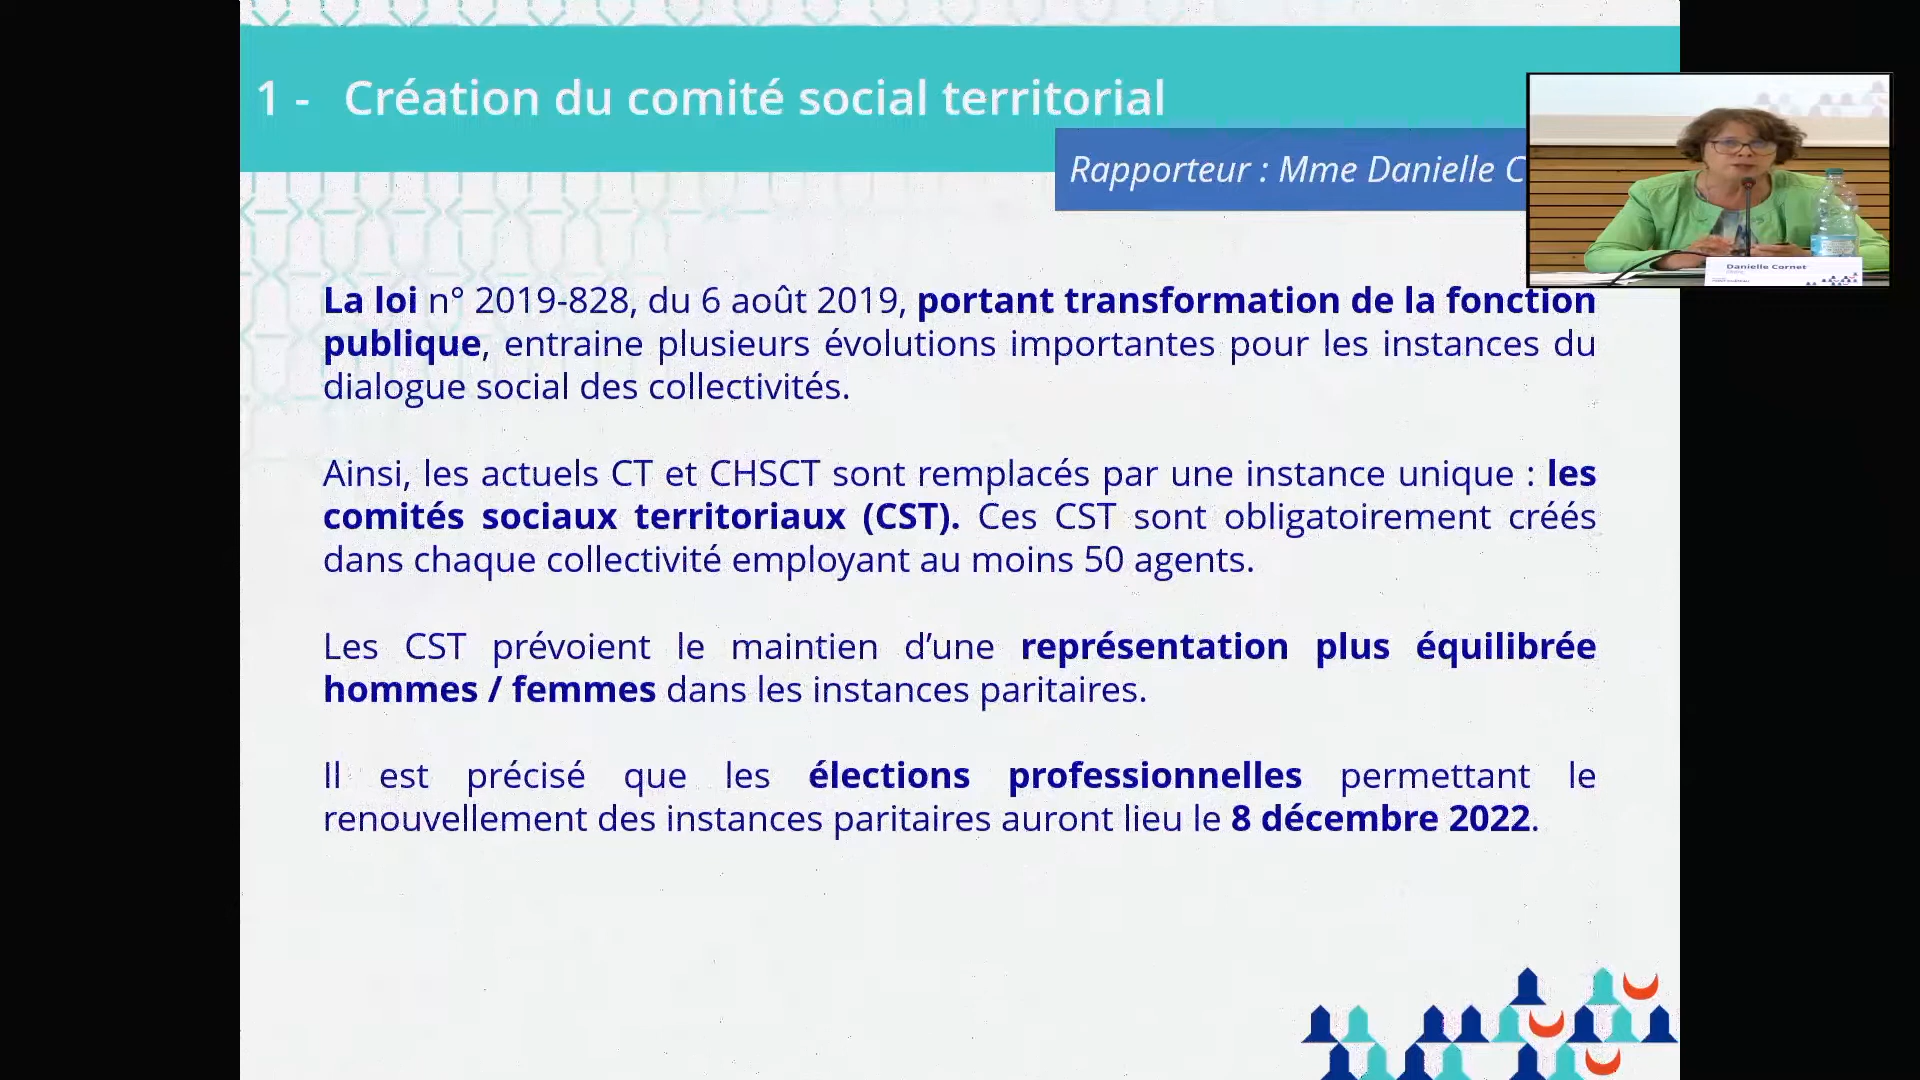 1 - Création du comité social territorial
Rapporteur : Mme Danielle C
Danielle Cornet
La loi n° 2019-828, du 6 août 2019, portant transformation de la fonction
publique, entraine plusieurs évolutions importantes pour les instances du
dialogue social des collectivités.
Ainsi, les actuels CT et CHSCT sont remplacés par une instance unique : les
comités sociaux territoriaux (CST). Ces CST sont obligatoirement créés
dans chaque collectivité employant au moins 50 agents.
Les CST prévoient le maintien d’une représentation plus équilibrée
hommes / femmes dans les instances paritaires.
Il est précisé que les élections professionnelles permettant le
renouvellement des instances paritaires auront lieu le 8 décembre 2022.